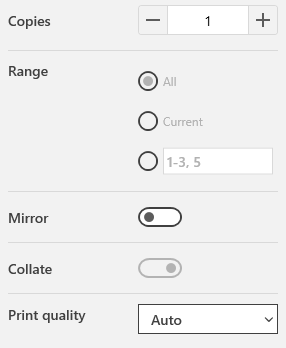 Copies 1
Range
All
Current
1-3, 5
Mirror
Collate
Print quality Auto